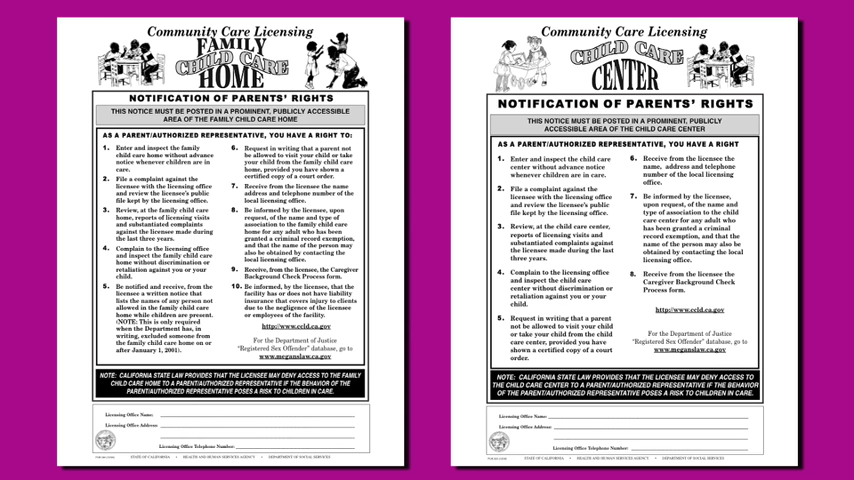 Community Care Licensing
FAMILY
CHILD CARE
HOME
NOTIFICATION OF PARENTS' RIGHTS
THIS NOTICE MUST BE POSTED IN A PROMINENT, PUBLICLY ACCESSIBLE
AREA OF THE FAMILY CHILD CARE HOME
AS A PARENT/AUTHORIZED REPRESENTATIVE, YOU HAVE A RIGHT TO:
1. Enter and inspect the family
child care home without advance
notice whenever children are in
care.
2. File a complaint against the
licensee with the licensing office
and review the licensee's public
file kept by the licensing office.
3. Review, at the family child care
home, reports of licensing visits
and substantiated complaints
against the licensee made during
the last three years.
4. Complain to the licensing office
and inspect the family child care
home without discrimination or
retaliation against you or your
child.
5. Be notified and receive, from the
licensee a written notice that
lists the names of any person not
allowed in the family child care
home while children are present.
(NOTE: This is only required
when the Department has, in
writing, excluded someone from
the family child care home on or
after January 1, 2001).
6. Request in writing that a parent not
be allowed to visit your child or take
your child from the family child care
home, provided you have shown a
certified copy of a court order.
7. Receive from the licensee the name
address and telephone number of the
local licensing office.
8. Be informed by the licensee, upon
request, of the name and type of
association to the family child care
home for any adult who has been
granted a criminal record exemption,
and that the name of the person may
also be obtained by contacting the
local licensing office.
9. Receive, from the licensee, the Caregiver
Background Check Process form.
10. Be informed, by the licensee, that the
facility has or does not have liability
insurance that covers injury to clients
due to the negligence of the licensee
or employees of the facility.
http://www.ccld.ca.gov
For the Department of Justice
"Registered Sex Offender" database, go to
www.meganslaw.ca.gov
NOTE: CALIFORNIA STATE LAW PROVIDES THAT THE LICENSEE MAY DENY ACCESS TO THE FAMILY
CHILD CARE HOME TO A PARENT/AUTHORIZED REPRESENTATIVE IF THE BEHAVIOR OF THE
PARENT/AUTHORIZED REPRESENTATIVE POSES A RISK TO CHILDREN IN CARE.
Licensing Office Name:
Licensing Office Address:
Licensing Office Telephone Number:
STATE OF CALIFORNIA • HEALTH AND HUMAN SERVICES AGENCY • DEPARTMENT OF SOCIAL SERVICES
Community Care Licensing
CHILD CARE
CENTER
NOTIFICATION OF PARENTS' RIGHTS
THIS NOTICE MUST BE POSTED IN A PROMINENT, PUBLICLY
ACCESSIBLE AREA OF THE CHILD CARE CENTER
AS A PARENT/AUTHORIZED REPRESENTATIVE, YOU HAVE A RIGHT
1. Enter and inspect the child care
center without advance notice
whenever children are in care.
2. File a complaint against the
licensee with the licensing office
and review the licensee's public
file kept by the licensing office.
3. Review, at the child care center,
reports of licensing visits and
substantiated complaints against
the licensee made during the last
three years.
4. Complain to the licensing office
and inspect the child care
center without discrimination or
retaliation against you or your
child.
5. Request in writing that a parent
not be allowed to visit your child
or take your child from the child
care center, provided you have
shown a certified copy of a court
order.
6. Receive from the licensee the
name, address and telephone
number of the local licensing
office.
7. Be informed by the licensee,
upon request, of the name and
type of association to the child
care center for any adult who
has been granted a criminal
record exemption, and that the
name of the person may also be
obtained by contacting the local
licensing office.
8. Receive from the licensee the
Caregiver Background Check
Process form.
http://www.ccld.ca.gov
For the Department of Justice
"Registered Sex Offender" database, go to
www.meganslaw.ca.gov
NOTE: CALIFORNIA STATE LAW PROVIDES THAT THE LICENSEE MAY DENY ACCESS TO
THE CHILD CARE CENTER TO A PARENT/AUTHORIZED REPRESENTATIVE IF THE BEHAVIOR
OF THE PARENT/AUTHORIZED REPRESENTATIVE POSES A RISK TO CHILDREN IN CARE.
Licensing Office Name:
Licensing Office Address:
Licensing Office Telephone Number:
STATE OF CALIFORNIA • HEALTH AND HUMAN SERVICES AGENCY • DEPARTMENT OF SOCIAL SERVICES